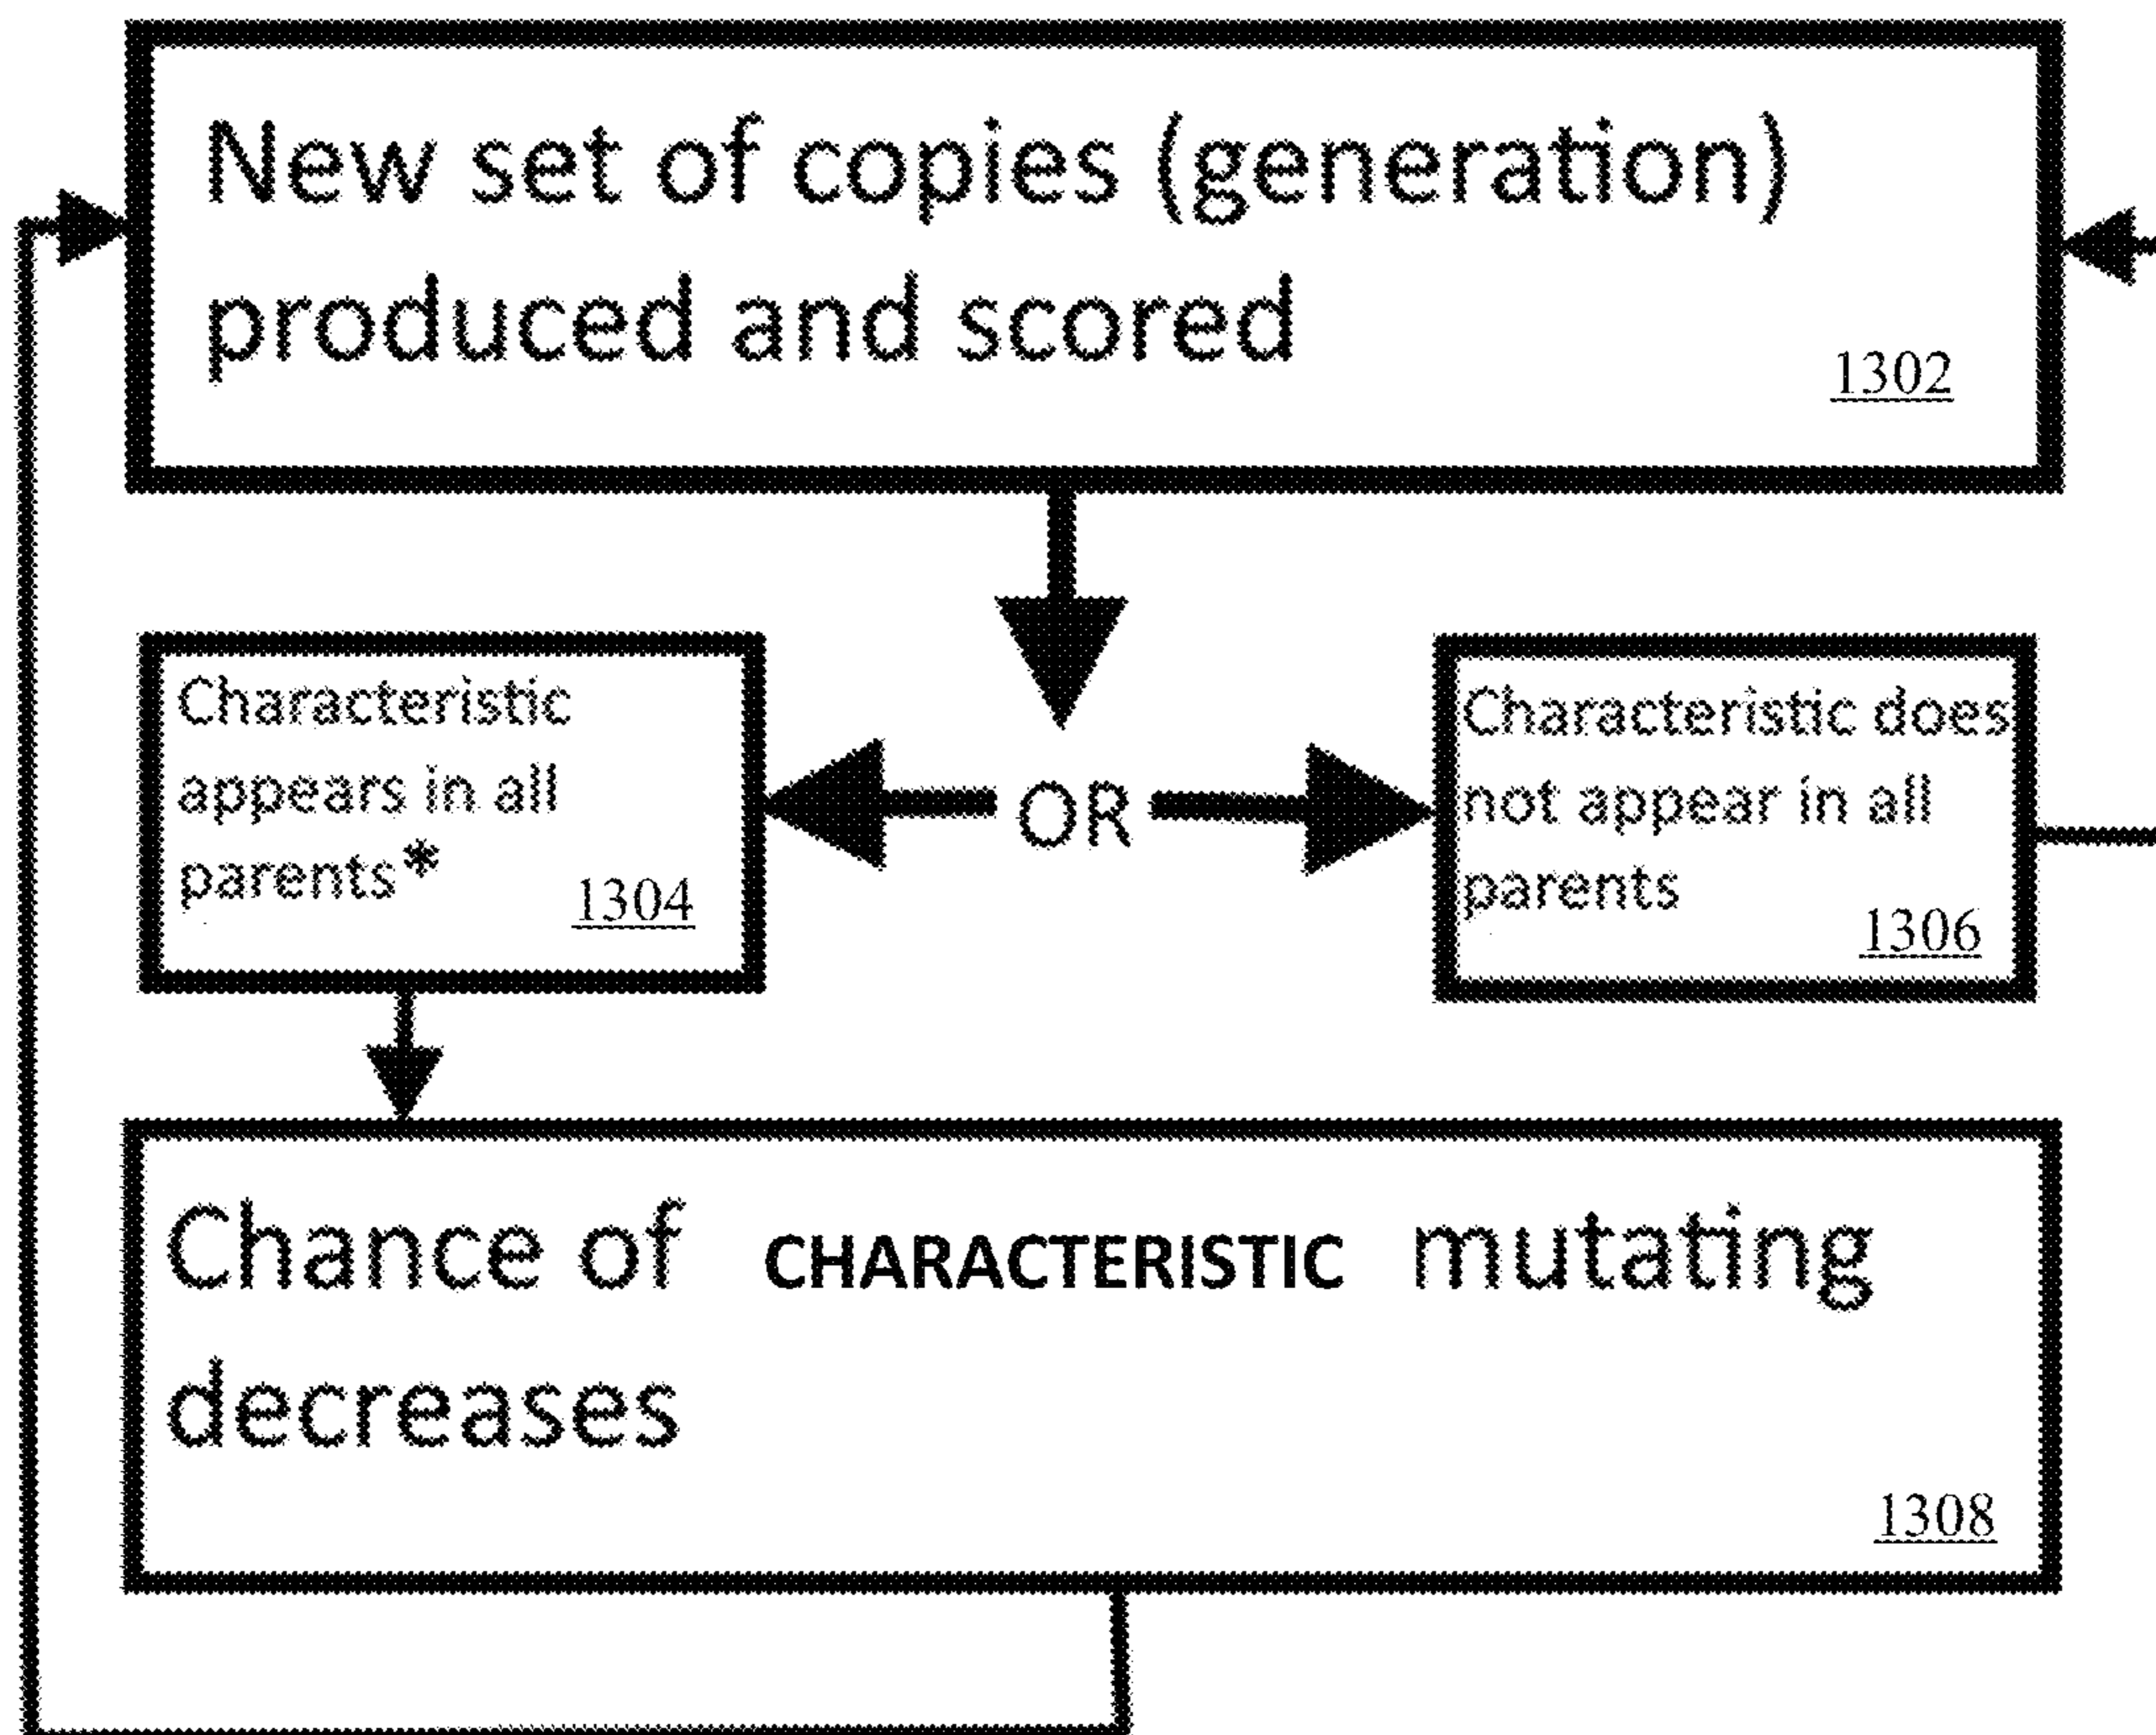 New set of copies (generation)
produced and scored
1302
Characteristic
appears in all
parents*
1304
OR
Characteristic does
not appear in all
parents
1306
Chance of CHARACTERISTIC mutating
decreases
1308